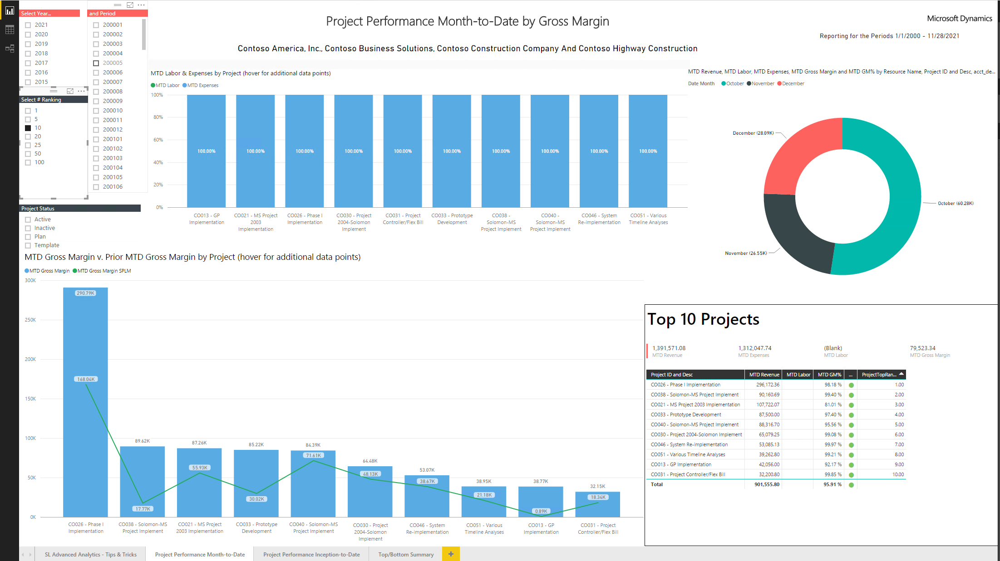 Select Year...
2021
2020
2019
2018
2017
2016
2015
and Period
200001
200002
200003
200004
200005
200006
200007
200008
200009
200010
200011
200012
200101
200102
200103
200104
200105
200106
Select # Ranking
1
5
10
20
25
50
100
Project Status
Active
Inactive
Plan
Template
Project Performance Month-to-Date by Gross Margin
Contoso America, Inc., Contoso Business Solutions, Contoso Construction Company And Contoso Highway Construction
Microsoft Dynamics
Reporting for the Periods 1/1/2000 - 11/28/2021
MTD Labor & Expenses by Project (hover for additional data points)
MTD Labor MTD Expenses
100%
80%
60%
40%
20%
0%
100.00% 100.00% 100.00% 100.00% 100.00% 100.00% 100.00% 100.00% 100.00% 100.00%
CO013 - GP Implementation
CO021 - MS Project 2003 Implementation
CO026 - Phase I Implementation
CO030 - Project 2004-Solomon Implement
CO031 - Project Controller/Flex Bill
CO033 - Prototype Development
CO038 - Solomon-MS Project Implement
CO040 - Solomon-MS Project Implement
CO046 - System Re-implementation
CO051 - Various Timeline Analyses
MTD Revenue, MTD Labor, MTD Expenses, MTD Gross Margin and MTD GM% by Resource Name, Project ID and Desc, acct_de...
Date Month October November December
December (28.09K)
October (60.28K)
November (26.55K)
MTD Gross Margin v. Prior MTD Gross Margin by Project (hover for additional data points)
MTD Gross Margin MTD Gross Margin SPLM
300K
250K
200K
150K
100K
50K
0K
290.79K
168.04K
89.62K
17.77K
87.26K
55.93K
85.22K
30.02K
84.39K
71.61K
64.48K
48.13K
53.07K
38.67K
38.95K
21.18K
38.77K
0.89K
32.15K
18.34K
CO026 - Phase I Implementation
CO038 - Solomon-MS Project Implement
CO021 - MS Project 2003 Implementation
CO033 - Prototype Development
CO040 - Solomon-MS Project Implement
CO030 - Project 2004-Solomon Implement
CO046 - System Re-implementation
CO051 - Various Timeline Analyses
CO013 - GP Implementation
CO031 - Project Controller/Flex Bill
Top 10 Projects
1,391,571.08 1,312,047.74 (Blank) 79,523.34
MTD Revenue MTD Expenses MTD Labor MTD Gross Margin
Project ID and Desc MTD Revenue MTD Labor MTD GM% ... ProjectTopRan...
CO026 - Phase I Implementation 296,172.36 98.18 % 1.00
CO038 - Solomon-MS Project Implement 90,160.69 99.40 % 2.00
CO021 - MS Project 2003 Implementation 107,722.07 81.01 % 3.00
CO033 - Prototype Development 87,500.00 97.40 % 4.00
CO040 - Solomon-MS Project Implement 88,316.70 95.56 % 5.00
CO030 - Project 2004-Solomon Implement 65,079.25 99.08 % 6.00
CO046 - System Re-implementation 53,085.13 99.97 % 7.00
CO051 - Various Timeline Analyses 39,262.80 99.21 % 8.00
CO013 - GP Implementation 42,056.00 92.17 % 9.00
CO031 - Project Controller/Flex Bill 32,200.80 99.85 % 10.00
Total 901,555.80 95.91 %
SL Advanced Analytics - Tips & Tricks Project Performance Month-to-Date Project Performance Inception-to-Date Top/Bottom Summary +